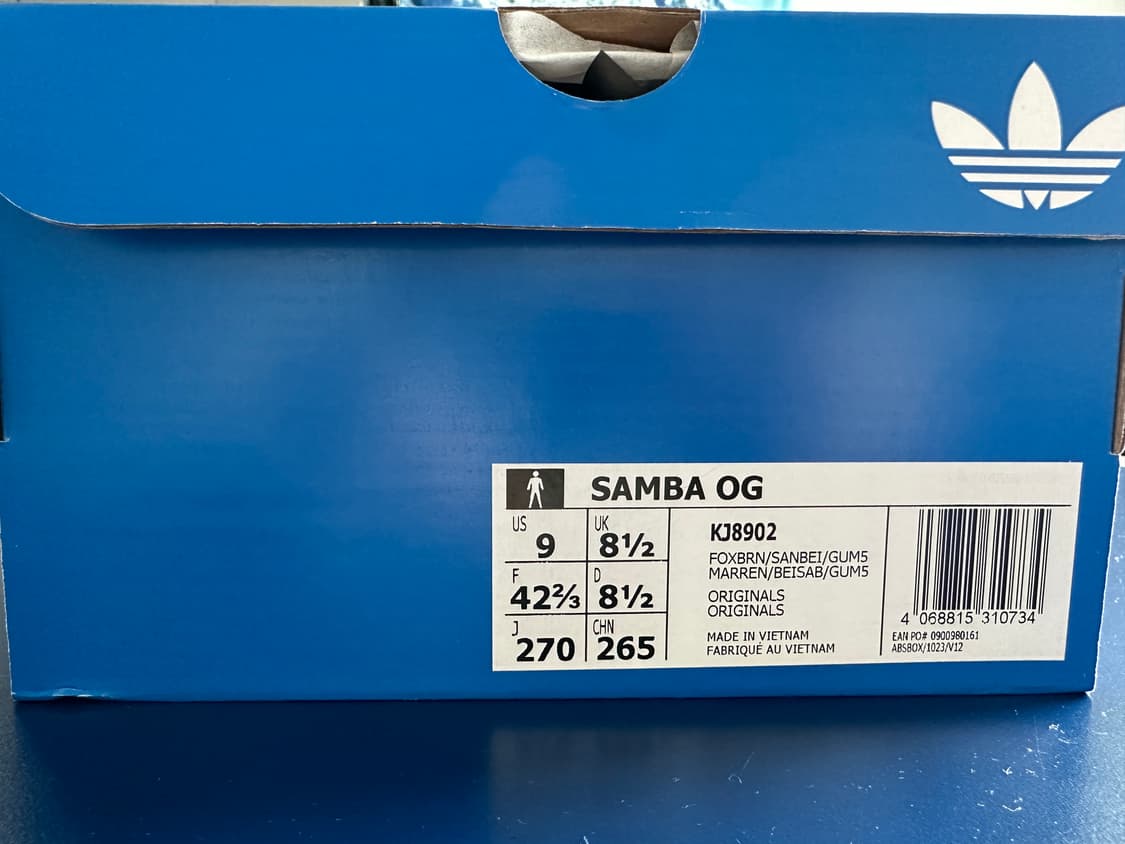 SAMBA OG
US
9
UK
8½
F
42⅔
D
8½
J
270
CHN
265
KJ8902
FOXBRN/SANBEI/GUM5
MARREN/BEISAB/GUM5
ORIGINALS
ORIGINALS
MADE IN VIETNAM
FABRIQUÉ AU VIETNAM
4 068815 310734
EAN PO# 0900980161
ABSBOX/1023/V12